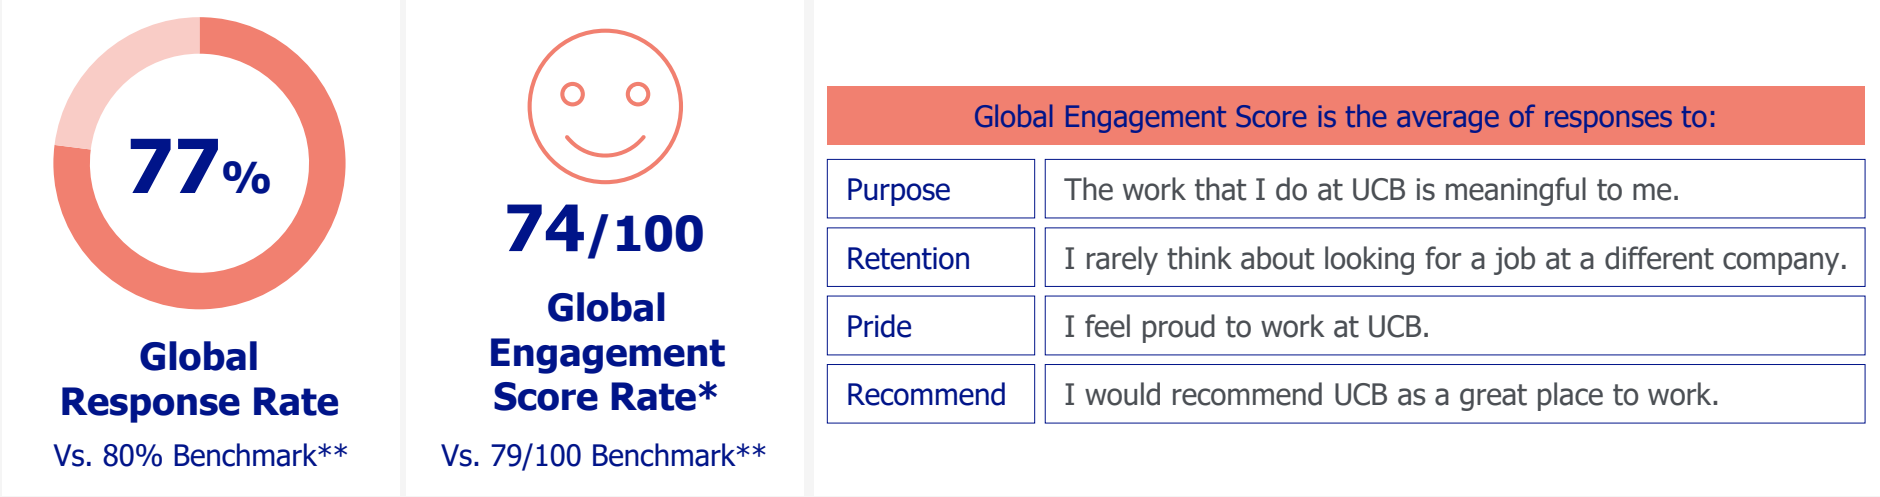 77%
Global
Response Rate
Vs. 80% Benchmark**
74/100
Global
Engagement
Score Rate*
Vs. 79/100 Benchmark**
Global Engagement Score is the average of responses to:
Purpose
The work that I do at UCB is meaningful to me.
Retention
I rarely think about looking for a job at a different company.
Pride
I feel proud to work at UCB.
Recommend
I would recommend UCB as a great place to work.